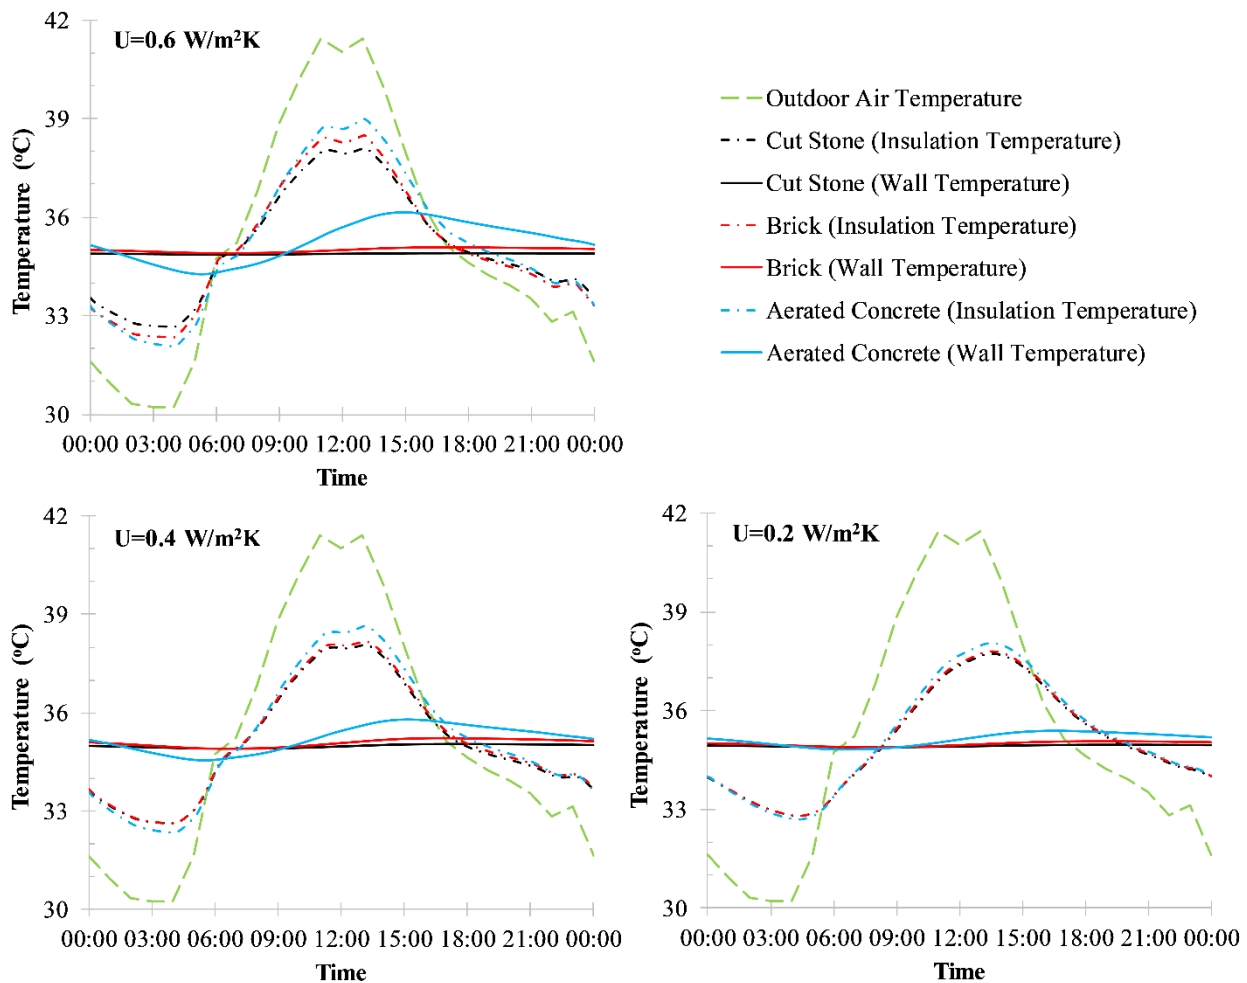 U=0.6 W/m²K
42
39
36
33
30
Temperature (°C)
00:00 03:00 06:00 09:00 12:00 15:00 18:00 21:00 00:00
Time
Outdoor Air Temperature
Cut Stone (Insulation Temperature)
Cut Stone (Wall Temperature)
Brick (Insulation Temperature)
Brick (Wall Temperature)
Aerated Concrete (Insulation Temperature)
Aerated Concrete (Wall Temperature)
U=0.4 W/m²K
42
39
36
33
30
Temperature (°C)
00:00 03:00 06:00 09:00 12:00 15:00 18:00 21:00 00:00
Time
U=0.2 W/m²K
42
39
36
33
30
Temperature (°C)
00:00 03:00 06:00 09:00 12:00 15:00 18:00 21:00 00:00
Time